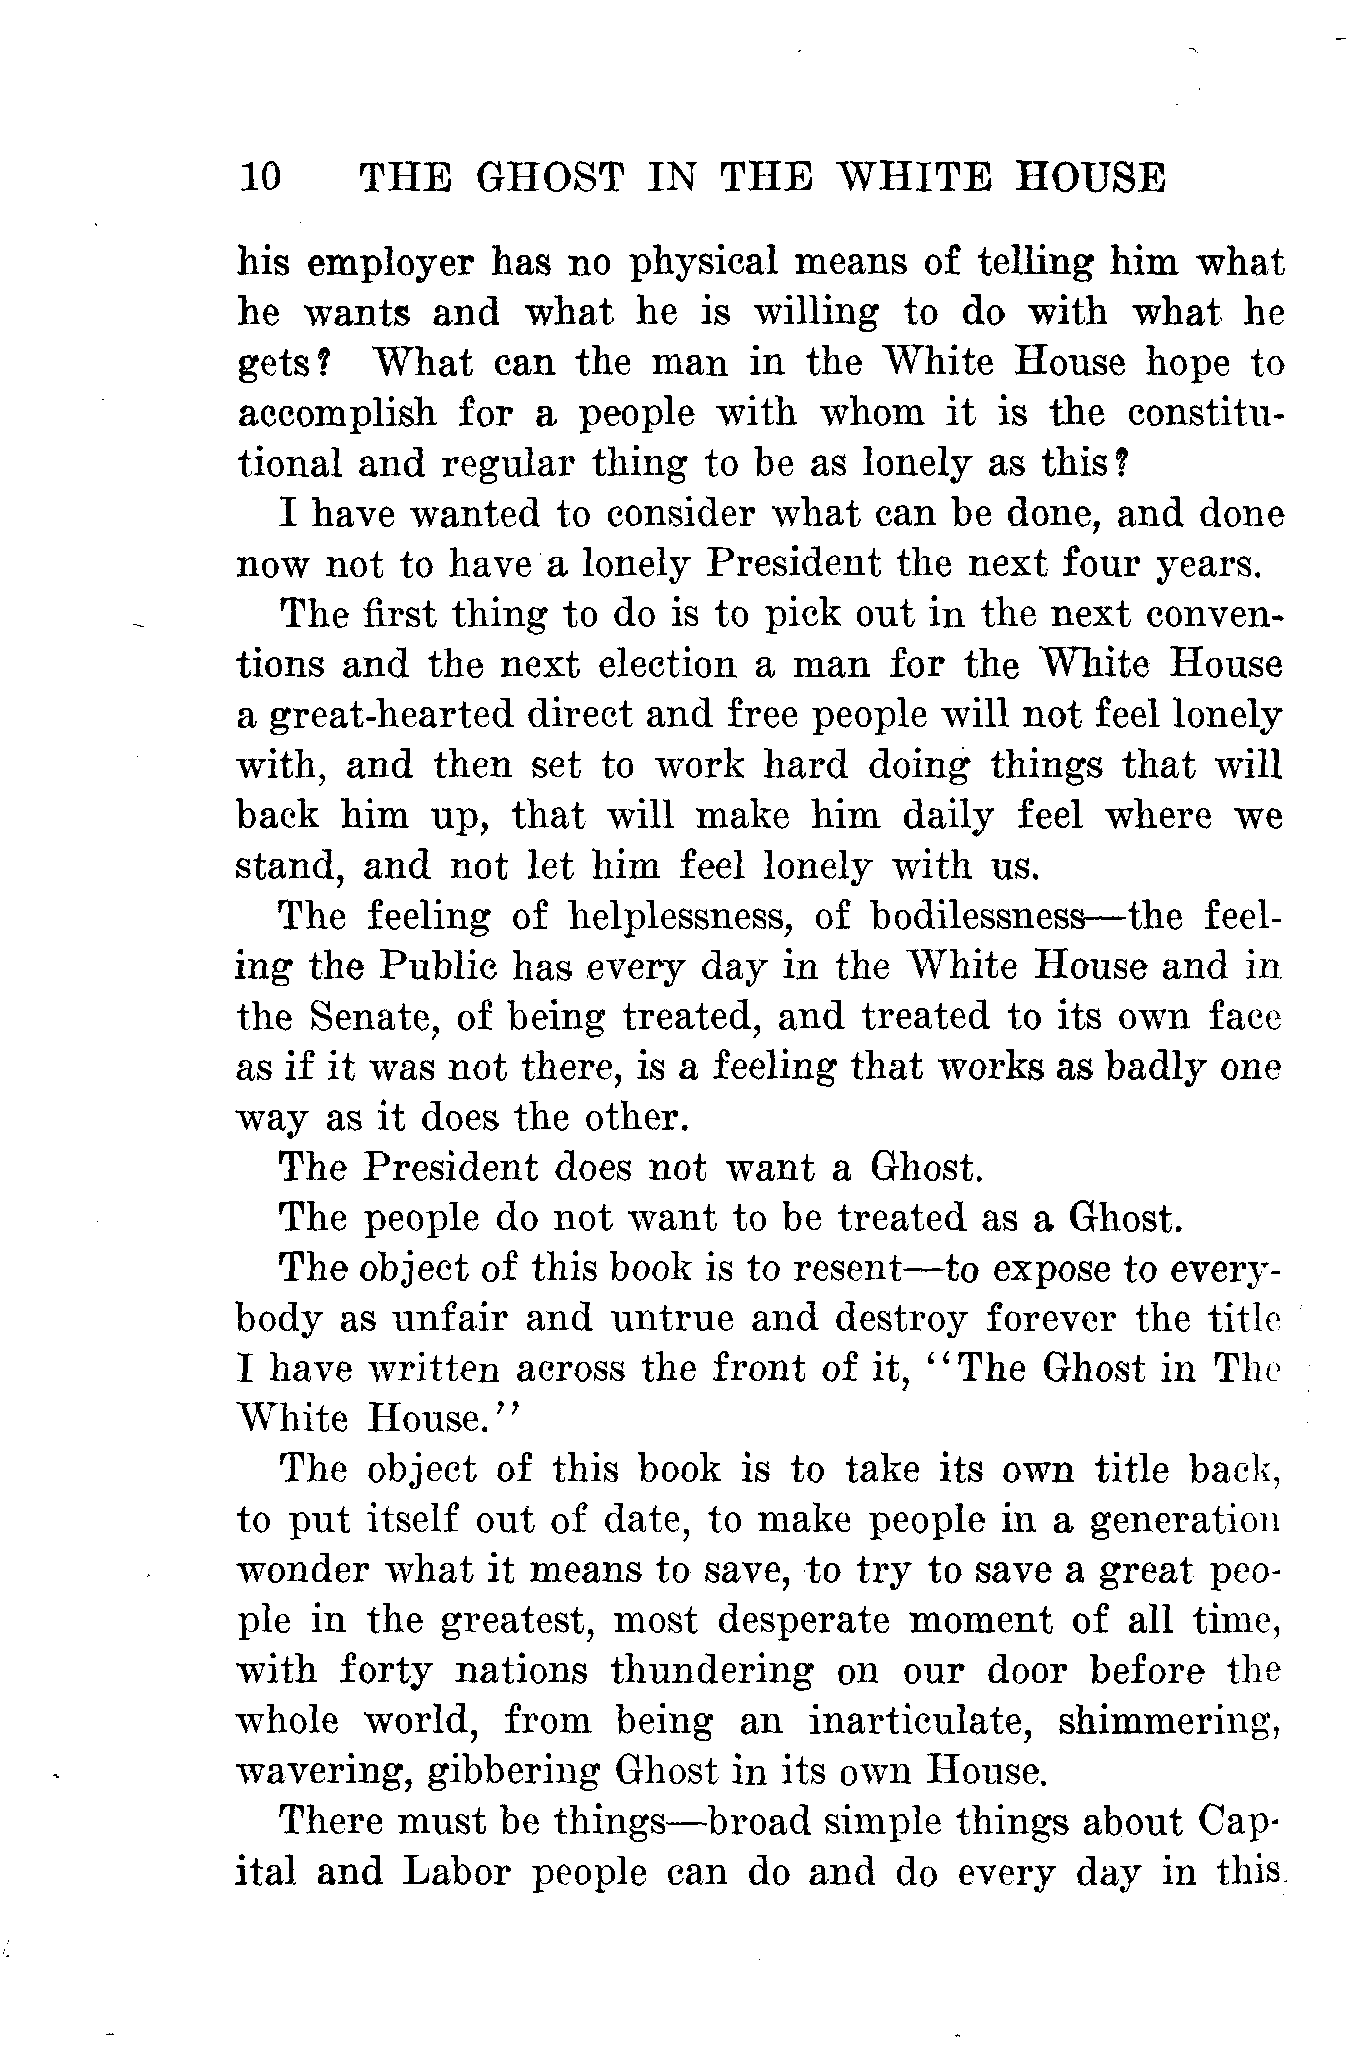 10 THE GHOST IN THE WHITE HOUSE
his employer has no physical means of telling him what
he wants and what he is willing to do with what he
gets? What can the man in the White House hope to
accomplish for a people with whom it is the constitu-
tional and regular thing to be as lonely as this?
I have wanted to consider what can be done, and done
now not to have a lonely President the next four years.
The first thing to do is to pick out in the next conven-
tions and the next election a man for the White House
a great-hearted direct and free people will not feel lonely
with, and then set to work hard doing things that will
back him up, that will make him daily feel where we
stand, and not let him feel lonely with us.
The feeling of helplessness, of bodilessness—the feel-
ing the Public has every day in the White House and in
the Senate, of being treated, and treated to its own face
as if it was not there, is a feeling that works as badly one
way as it does the other.
The President does not want a Ghost.
The people do not want to be treated as a Ghost.
The object of this book is to resent—to expose to every-
body as unfair and untrue and destroy forever the title
I have written across the front of it, "The Ghost in The
White House."
The object of this book is to take its own title back,
to put itself out of date, to make people in a generation
wonder what it means to save, to try to save a great peo-
ple in the greatest, most desperate moment of all time,
with forty nations thundering on our door before the
whole world, from being an inarticulate, shimmering,
wavering, gibbering Ghost in its own House.
There must be things—broad simple things about Cap-
ital and Labor people can do and do every day in this